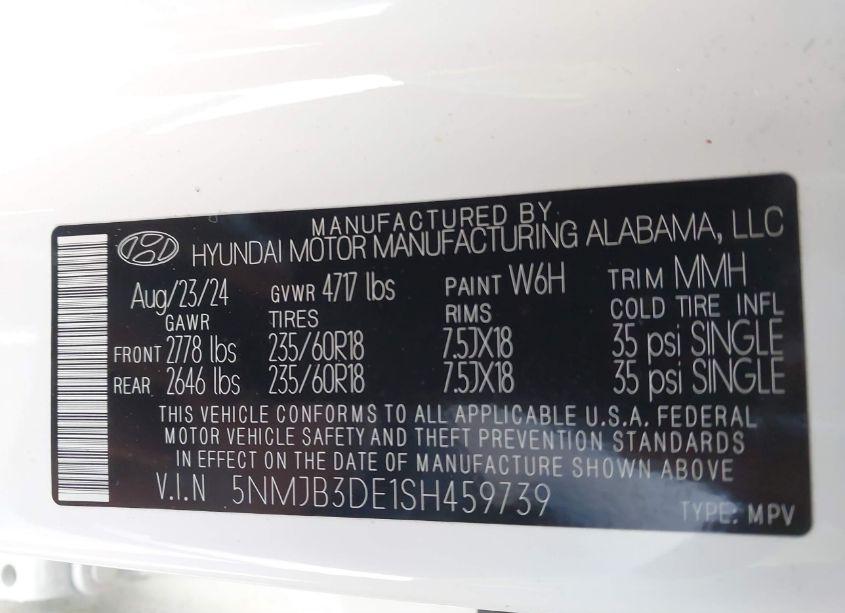 MANUFACTURED BY
HYUNDAI MOTOR MANUFACTURING ALABAMA, LLC
Aug/23/24 GVWR 4717 lbs PAINT W6H TRIM MMH
GAWR TIRES RIMS COLD TIRE INFL
FRONT 2778 lbs 235/60R18 7.5JX18 35 psi SINGLE
REAR 2646 lbs 235/60R18 7.5JX18 35 psi SINGLE
THIS VEHICLE CONFORMS TO ALL APPLICABLE U.S.A. FEDERAL
MOTOR VEHICLE SAFETY AND THEFT PREVENTION STANDARDS
IN EFFECT ON THE DATE OF MANUFACTURE SHOWN ABOVE
V.I.N 5NMJB3DE1SH459739 TYPE: MPV